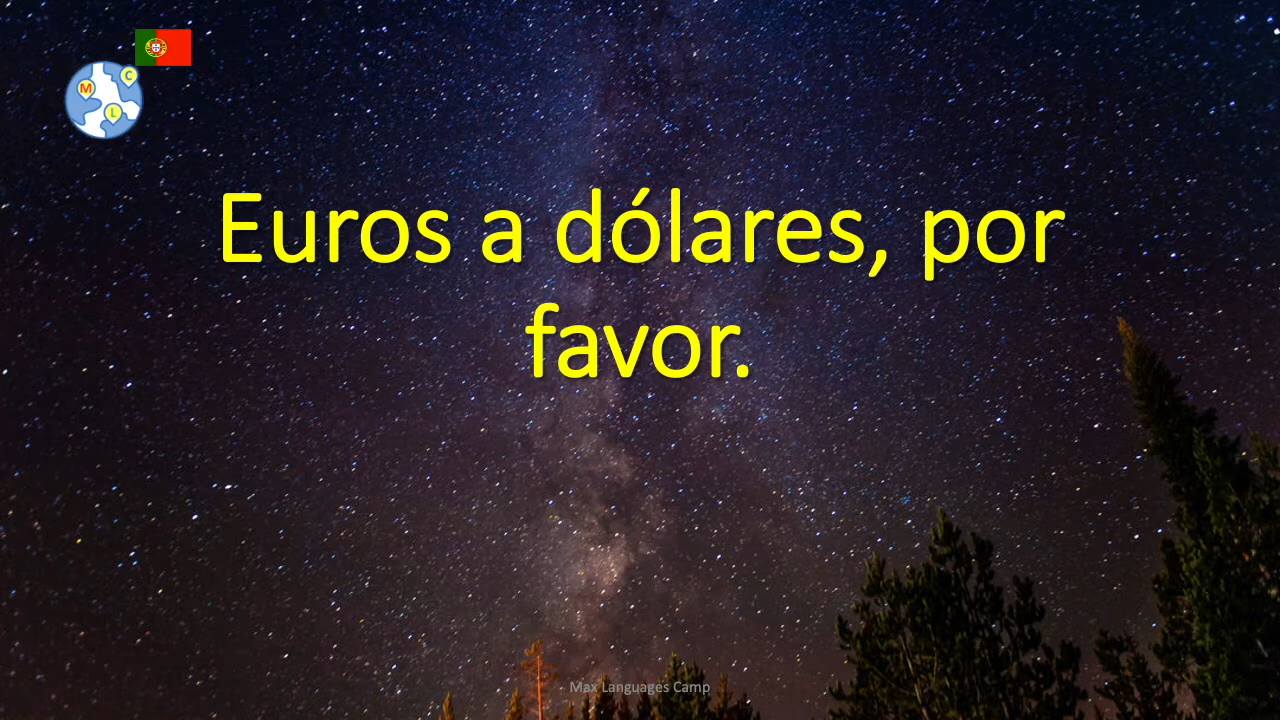 C
M
L
Euros a dólares, por
favor.
Max Languages Camp